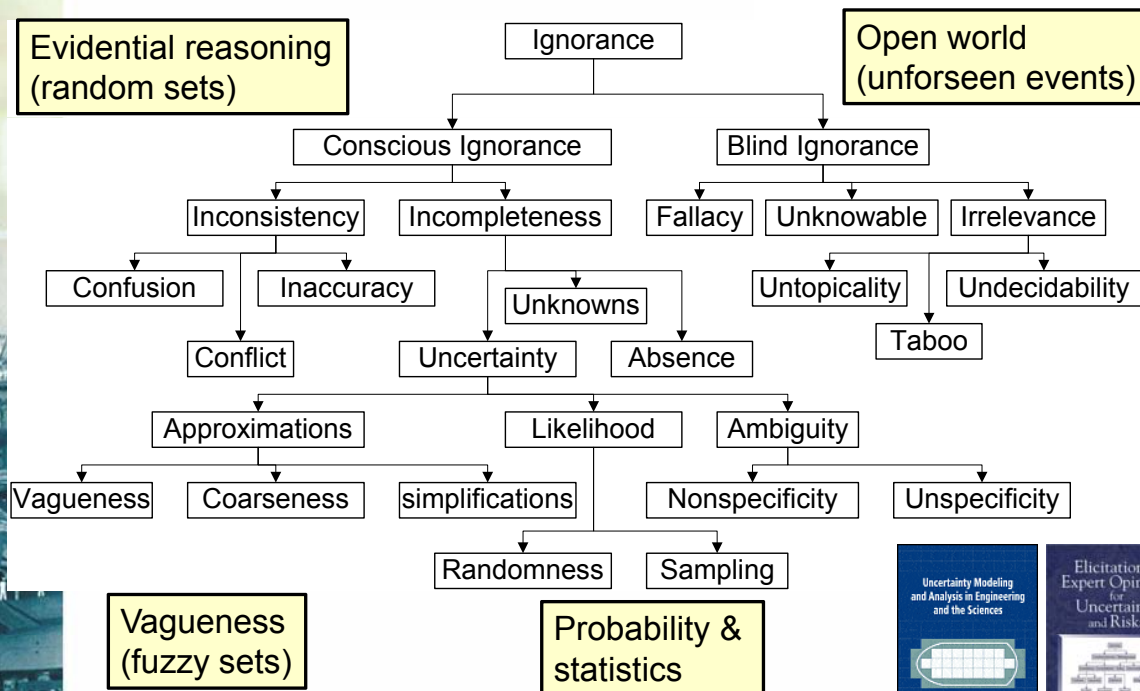 Evidential reasoning
(random sets)
Ignorance
Open world
(unforseen events)
Conscious Ignorance
Blind Ignorance
Inconsistency
Incompleteness
Fallacy
Unknowable
Irrelevance
Confusion
Inaccuracy
Unknowns
Untopicality
Undecidability
Conflict
Uncertainty
Absence
Taboo
Approximations
Likelihood
Ambiguity
Vagueness
Coarseness
simplifications
Nonspecificity
Unspecificity
Randomness
Sampling
Vagueness
(fuzzy sets)
Probability &
statistics
Uncertainty Modeling
and Analysis in Engineering
and the Sciences
Elicitation
Expert Opin
for
Uncertain
and Risk